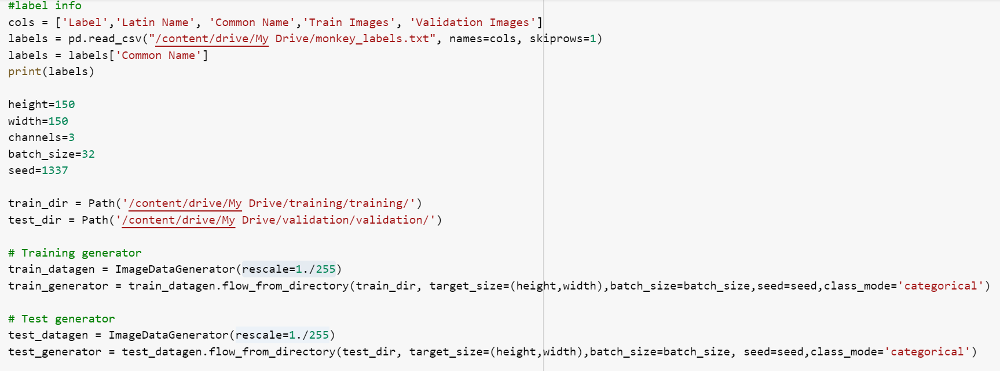 #label info
cols = ['Label','Latin Name', 'Common Name','Train Images', 'Validation Images']
labels = pd.read_csv("/content/drive/My Drive/monkey_labels.txt", names=cols, skiprows=1)
labels = labels['Common Name']
print(labels)
height=150
width=150
channels=3
batch_size=32
seed=1337
train_dir = Path('/content/drive/My Drive/training/training/')
test_dir = Path('/content/drive/My Drive/validation/validation/')
# Training generator
train_datagen = ImageDataGenerator(rescale=1./255)
train_generator = train_datagen.flow_from_directory(train_dir, target_size=(height,width),batch_size=batch_size,seed=seed,class_mode='categorical')
# Test generator
test_datagen = ImageDataGenerator(rescale=1./255)
test_generator = test_datagen.flow_from_directory(test_dir, target_size=(height,width),batch_size=batch_size, seed=seed,class_mode='categorical')